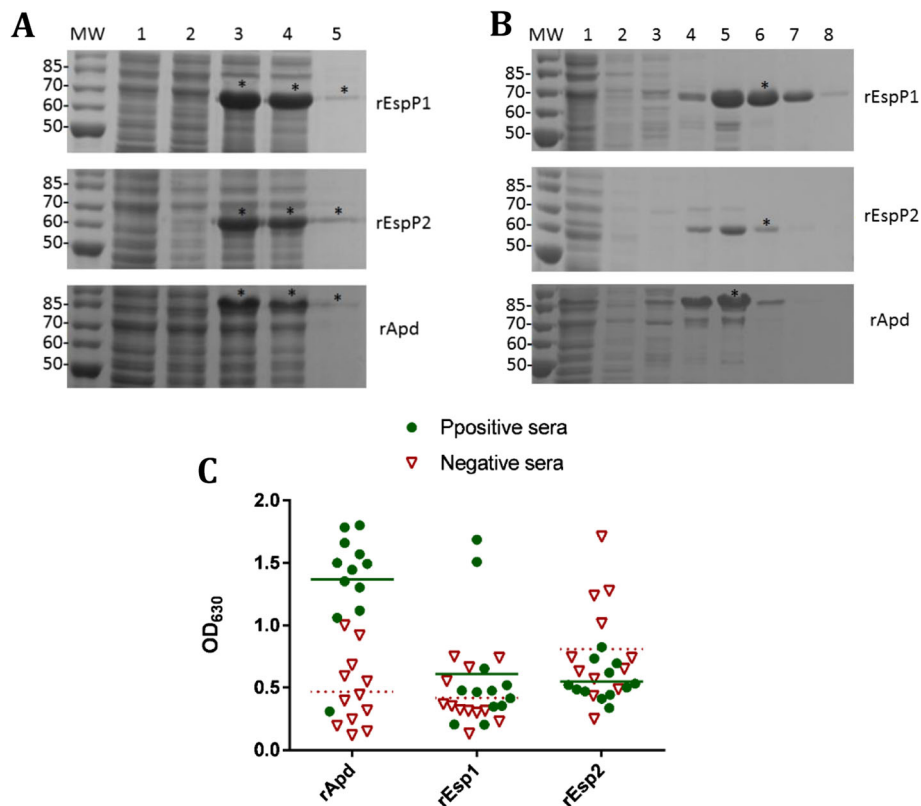 A
MW 1 2 3 4 5
85
70
60
50
* * *
rEspP1
85
70
60
50
* * *
rEspP2
85
70
60
50
* * *
rApd
B
MW 1 2 3 4 5 6 7 8
85
70
60
50
*
rEspP1
85
70
60
50
*
rEspP2
85
70
60
50
*
rApd
Ppositive sera
Negative sera
C
2.0
1.5
1.0
0.5
0.0
OD630
rApd
rEsp1
rEsp2